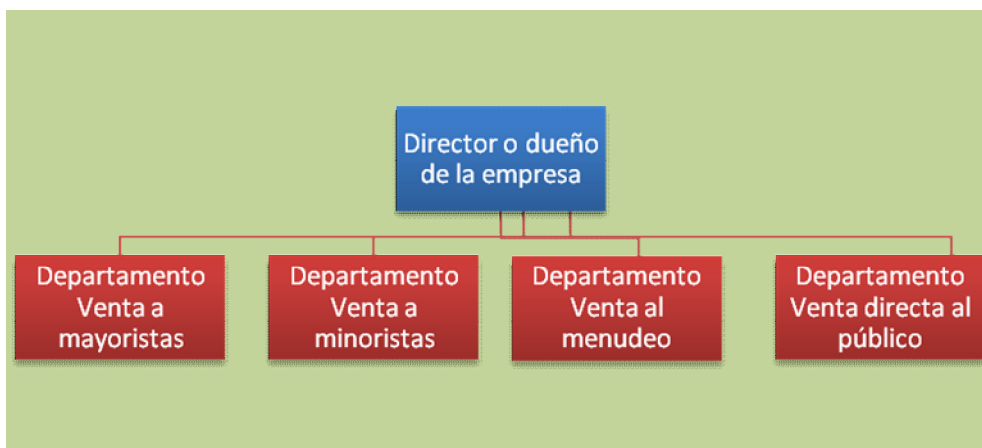 Director o dueño
de la empresa
Departamento
Venta a
mayoristas
Departamento
Venta a
minoristas
Departamento
Venta al
menudeo
Departamento
Venta directa al
público